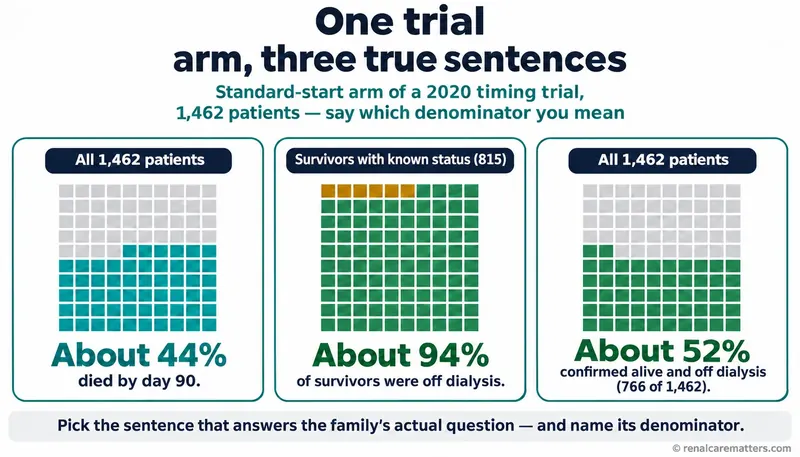 One trial
arm, three true sentences
Standard-start arm of a 2020 timing trial,
1,462 patients — say which denominator you mean
All 1,462 patients
About 44%
died by day 90.
Survivors with known status (815)
About 94%
of survivors were off dialysis.
All 1,462 patients
About 52%
confirmed alive and off dialysis
(766 of 1,462).
Pick the sentence that answers the family’s actual question — and name its denominator.
© renalcarematters.com